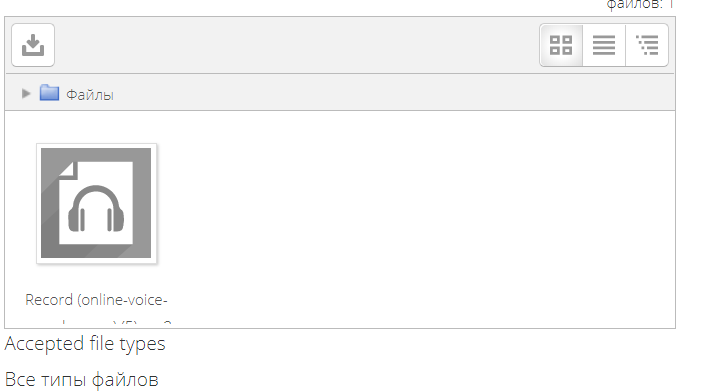 файлов: 1
Файлы
Record (online-voice-
Accepted file types
Все типы файлов